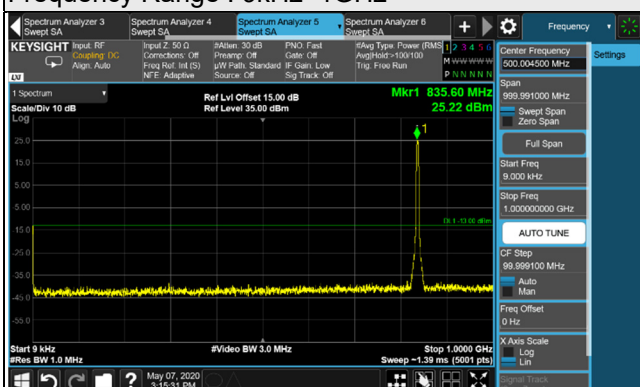 Frequency Range : 9kHz~1GHz
Spectrum Analyzer 3
Swept SA
Spectrum Analyzer 4
Swept SA
Spectrum Analyzer 5
Swept SA
Spectrum Analyzer 6
Swept SA
+
Frequency
KEYSIGHT
LXI
Input: RF
Coupling: DC
Align: Auto
Input Z: 50 Ω
Corrections: Off
Freq Ref: Int (S)
NFE: Adaptive
#Atten: 30 dB
Preamp: Off
µW Path: Standard
Source: Off
PNO: Fast
Gate: Off
IF Gain: Low
Sig Track: Off
#Avg Type: Power (RMS
Avg|Hold:>100/100
Trig: Free Run
1 2 3 4 5 6
M W W W W W
P N N N N N
1 Spectrum
Scale/Div 10 dB
Log
Ref Lvl Offset 15.00 dB
Ref Level 35.00 dBm
Mkr1 835.60 MHz
25.22 dBm
1
25.0
15.0
5.00
-5.00
-15.0
-25.0
-35.0
-45.0
-55.0
DL1 -13.00 dBm
Start 9 kHz
#Res BW 1.0 MHz
#Video BW 3.0 MHz
Stop 1.0000 GHz
Sweep ~1.39 ms (5001 pts)
Center Frequency
500.004500 MHz
Settings
Span
999.991000 MHz
Swept Span
Zero Span
Full Span
Start Freq
9.000 kHz
Stop Freq
1.000000000 GHz
AUTO TUNE
CF Step
99.999100 MHz
Auto
Man
Freq Offset
0 Hz
X Axis Scale
Log
Lin
Signal Track
?
May 07, 2020
3:15:31 PM